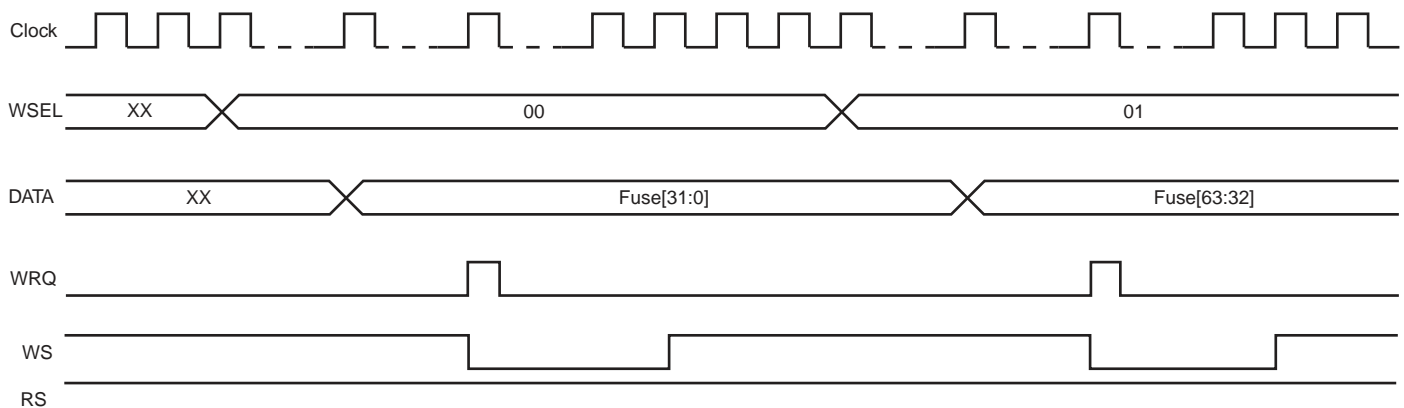 Clock
WSEL XX 00 01
DATA XX Fuse[31:0] Fuse[63:32]
WRQ
WS
RS